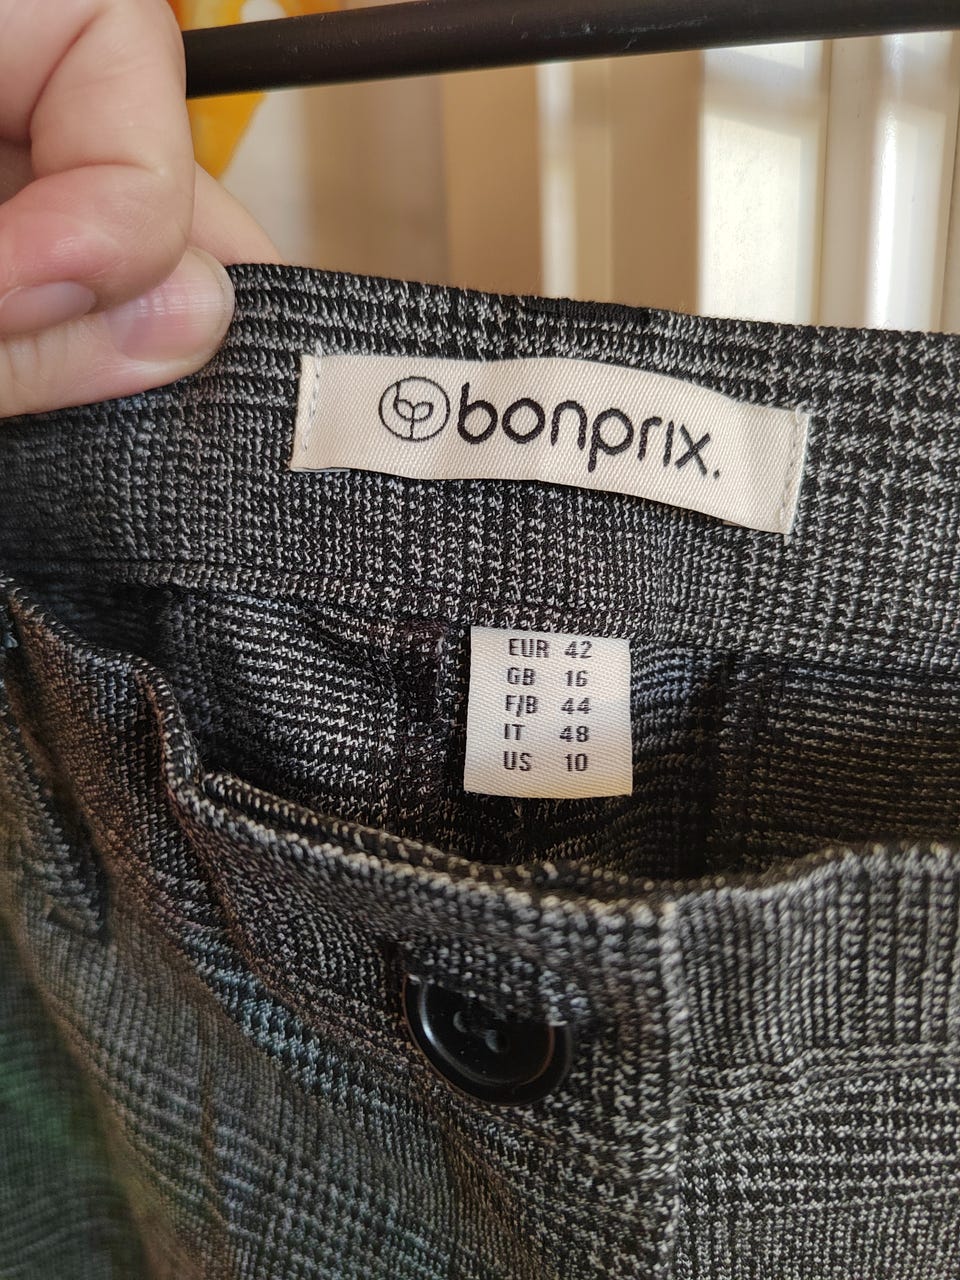 bonprix.
EUR 42
GB 16
F/B 44
IT 48
US 10